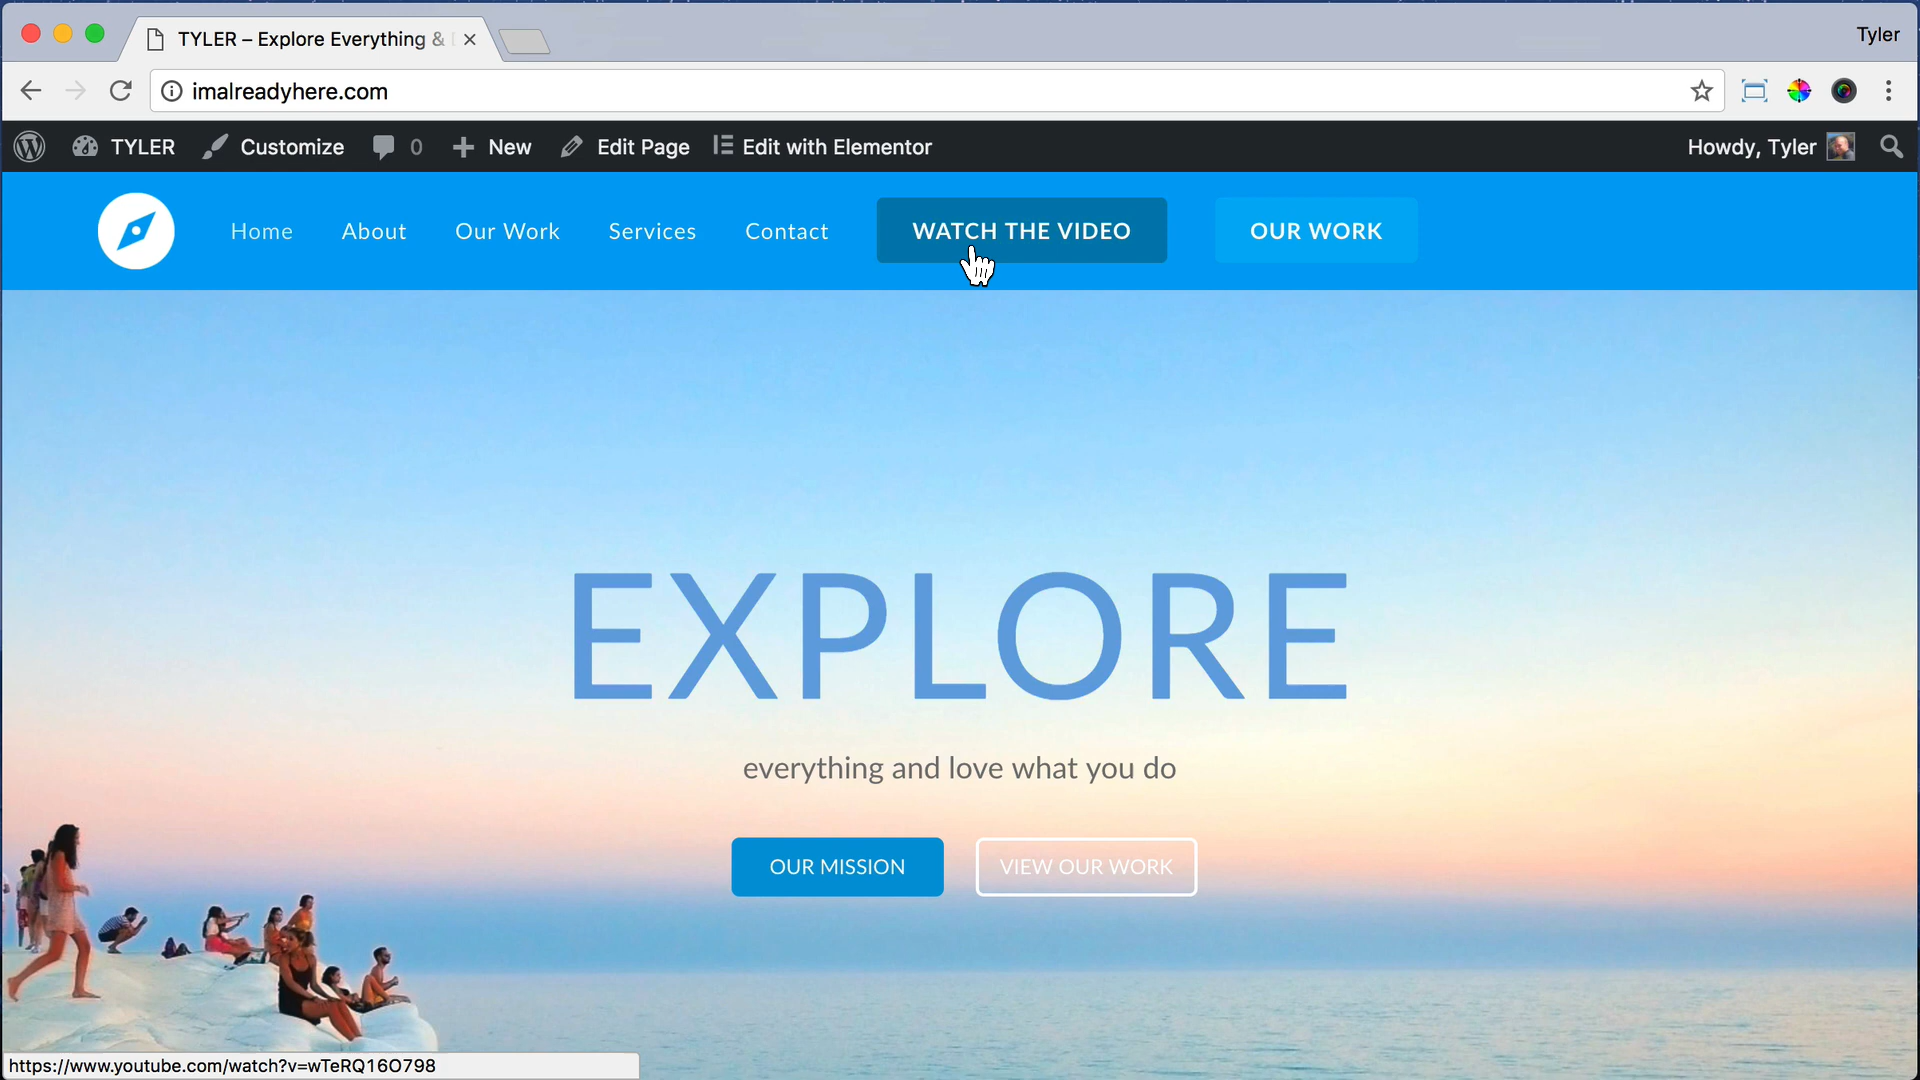 TYLER – Explore Everything &
Tyler
imalreadyhere.com
TYLER Customize 0 New Edit Page Edit with Elementor Howdy, Tyler
Home About Our Work Services Contact WATCH THE VIDEO OUR WORK
EXPLORE
everything and love what you do
OUR MISSION VIEW OUR WORK
https://www.youtube.com/watch?v=wTeRQ16O798